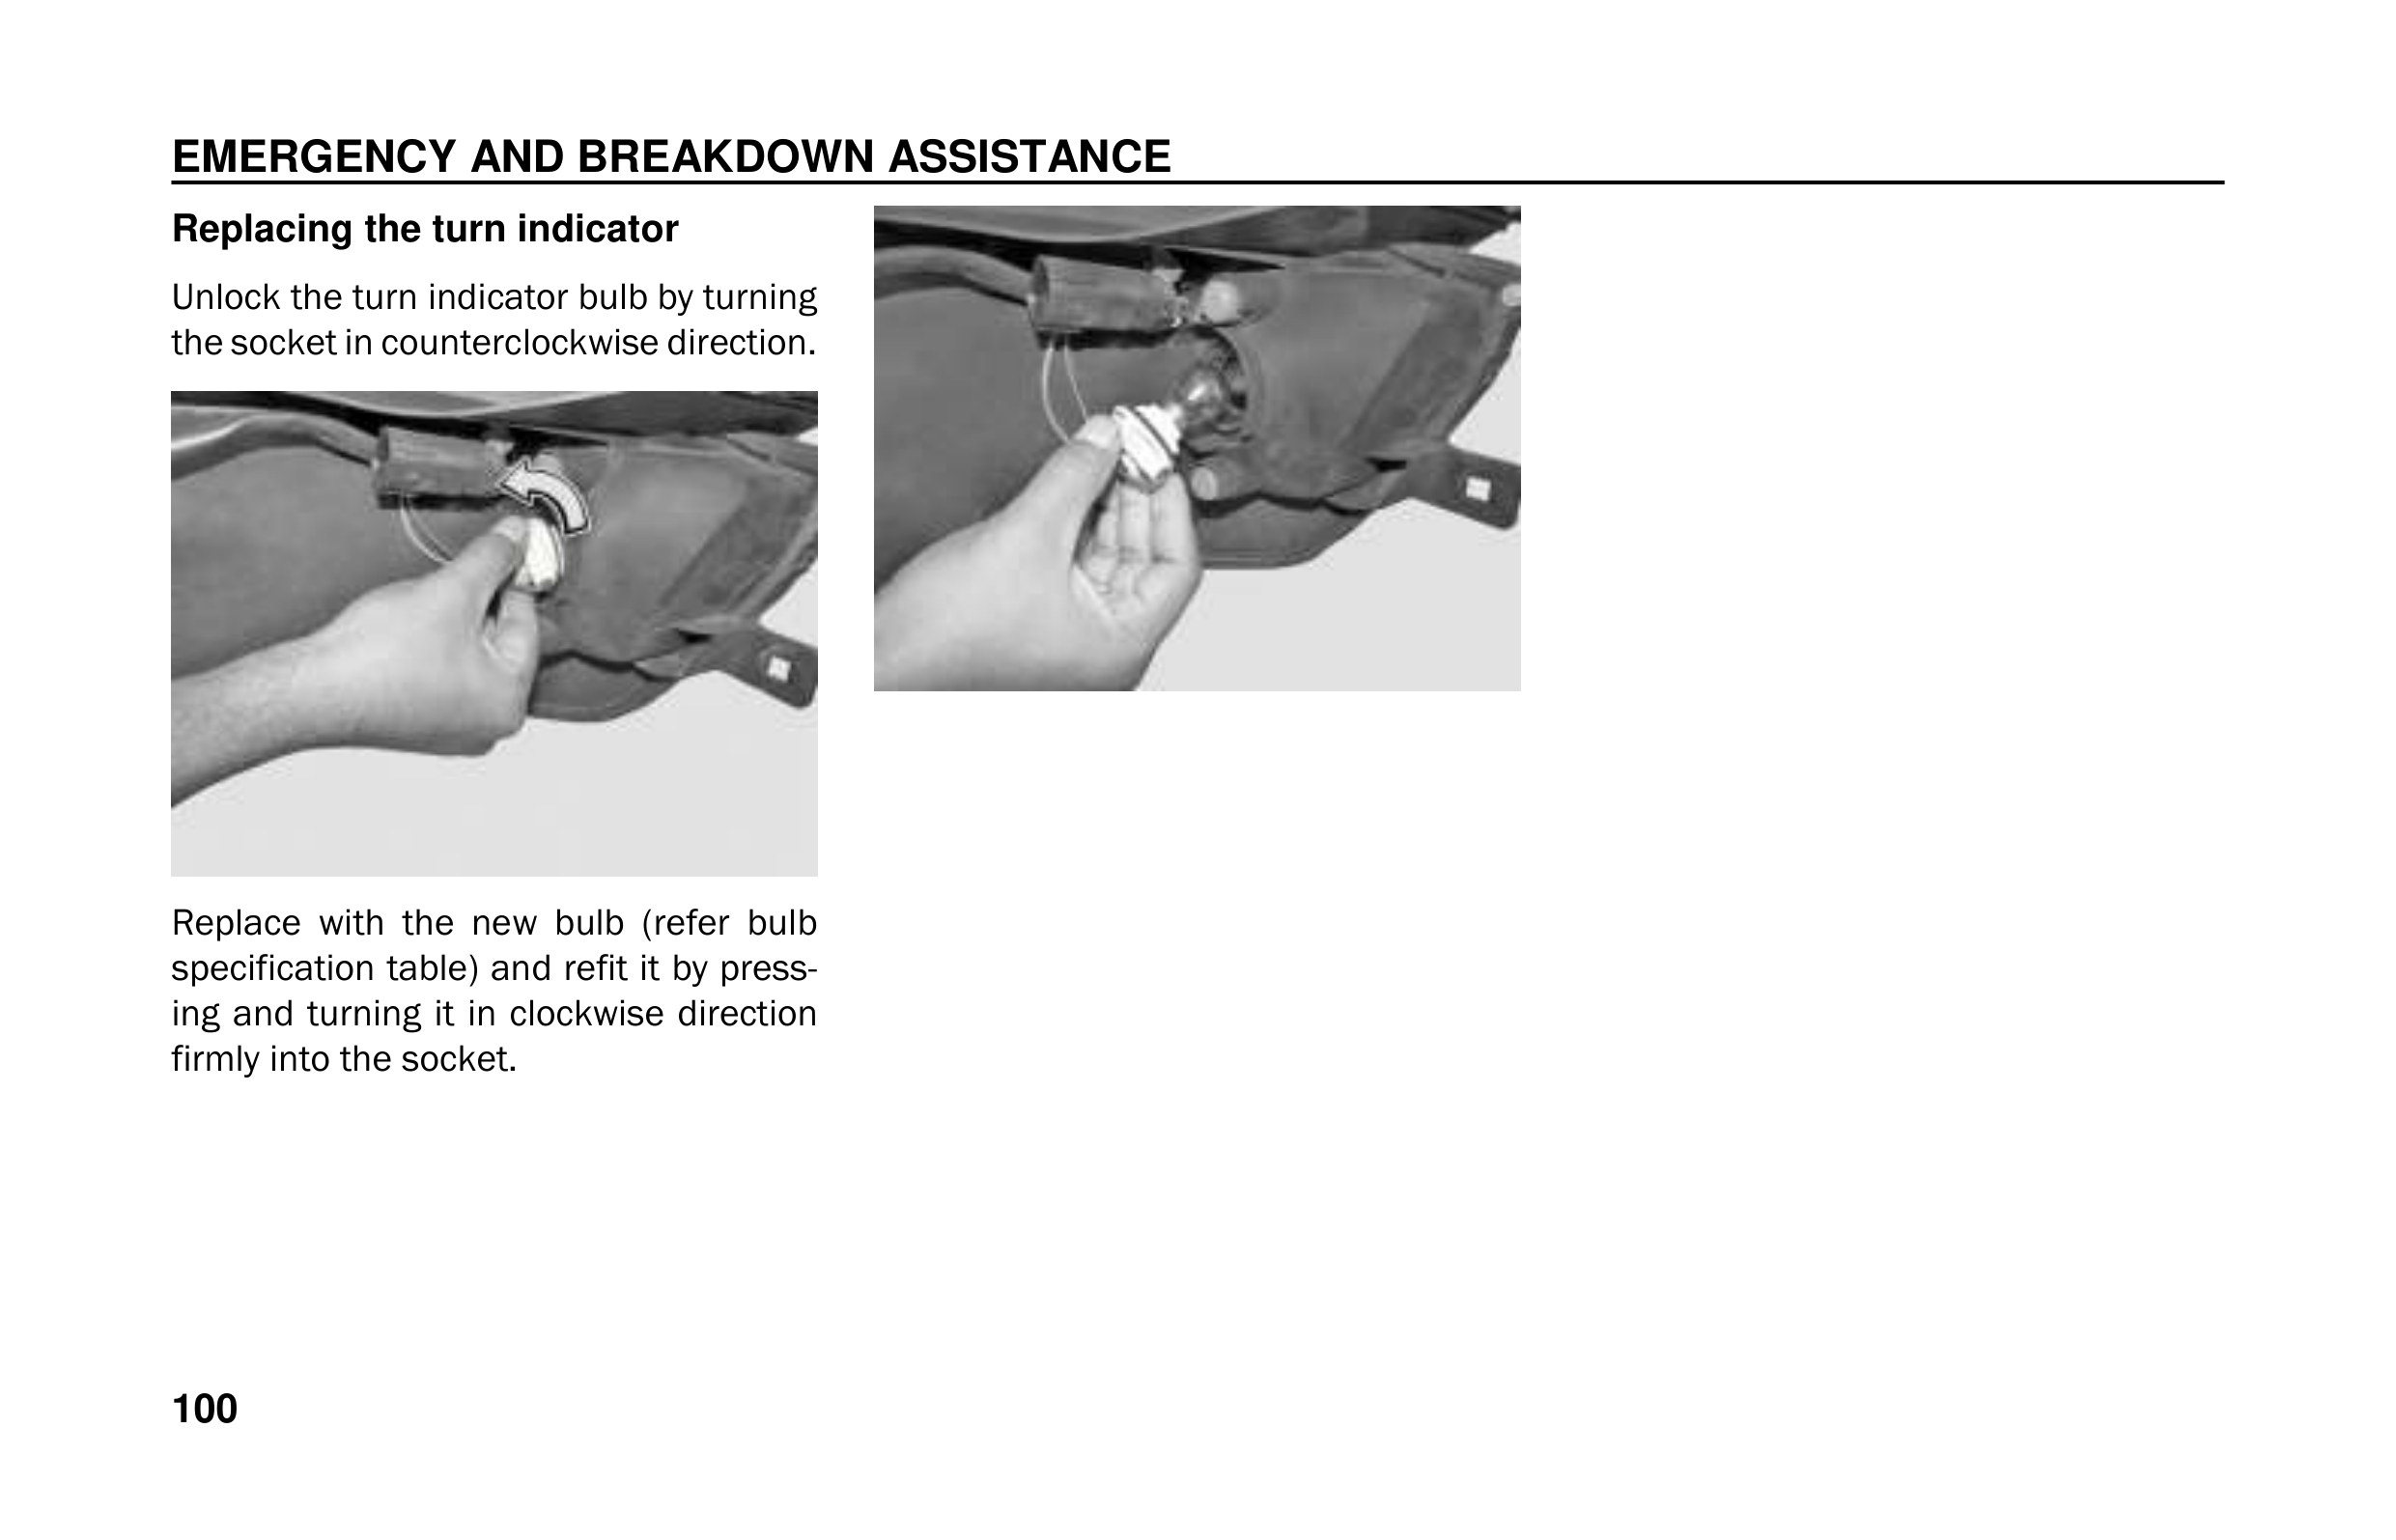 EMERGENCY AND BREAKDOWN ASSISTANCE
Replacing the turn indicator
Unlock the turn indicator bulb by turning
the socket in counterclockwise direction.
Replace with the new bulb (refer bulb
specification table) and refit it by press-
ing and turning it in clockwise direction
firmly into the socket.
100